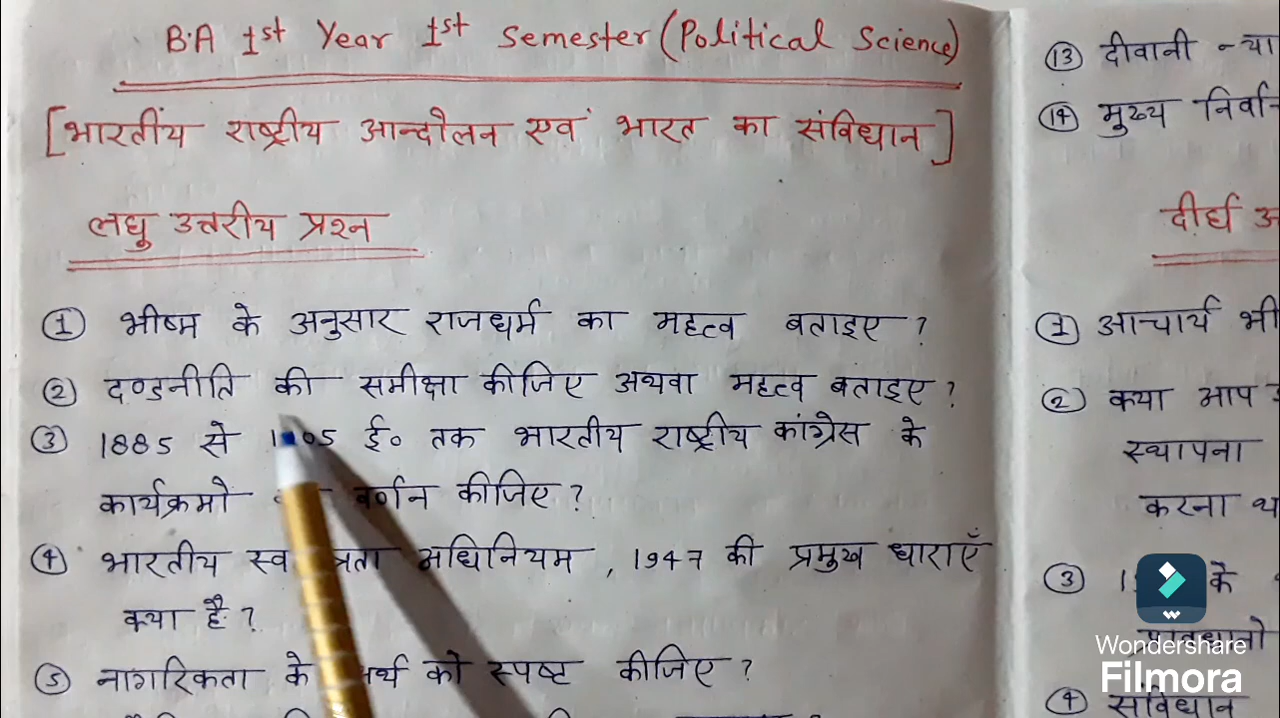 B.A 1st Year 1st Semester (Political Science)
[भारतीय राष्ट्रीय आन्दोलन एवं भारत का संविधान]
लघु उत्तरीय प्रश्न
① भीष्म के अनुसार राजधर्म का महत्व बताइए ?
② दण्डनीति की समीक्षा कीजिए अथवा महत्व बताइए ?
③ 1885 से ई० तक भारतीय राष्ट्रीय कांग्रेस के
कार्यक्रमो वर्णन कीजिए ?
④ भारतीय अधिनियम , 1947 की प्रमुख धाराएँ
क्या है ?
⑤ नागरिकता के को स्पष्ट कीजिए ?
⑬ दीवानी
⑭ मुख्य
दीर्घ
① आचार्य
② क्या आप
स्थापना
करना
③ के
④ संविधान
Wondershare
Filmora